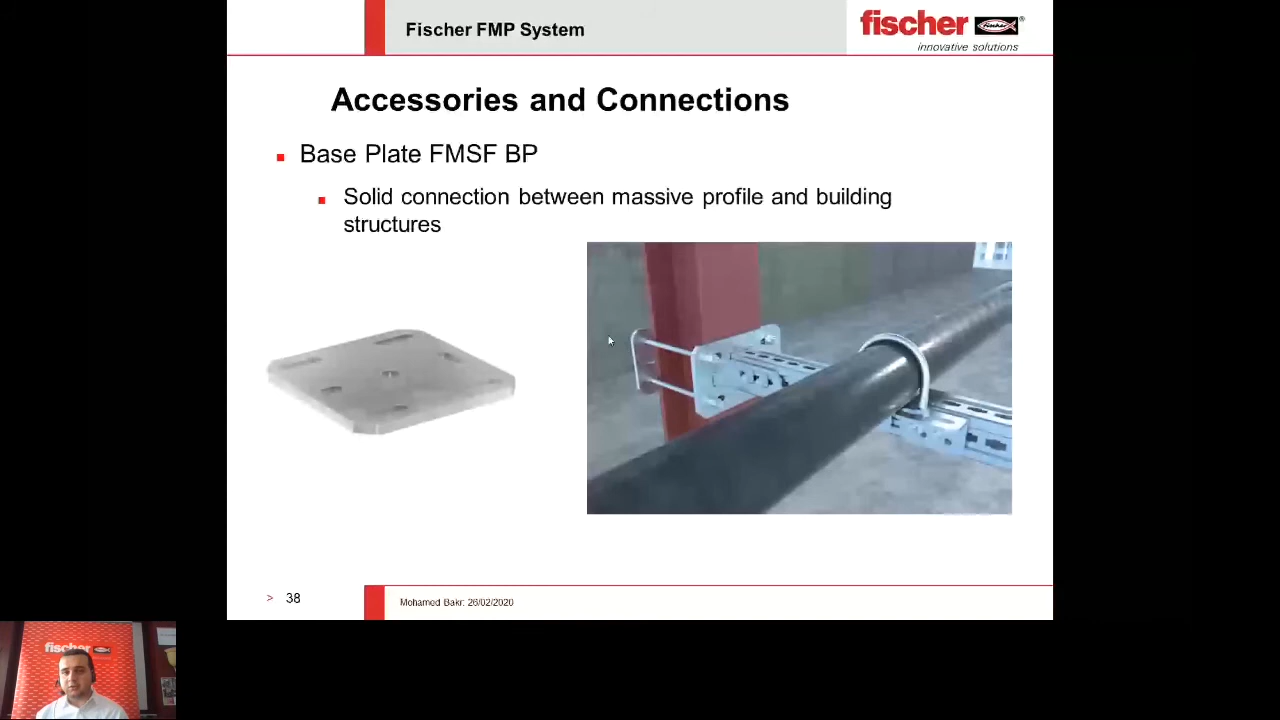 Fischer FMP System
fischer
innovative solutions
Accessories and Connections
Base Plate FMSF BP
Solid connection between massive profile and building
structures
> 38
Mohamed Bakr: 26/02/2020
fischer